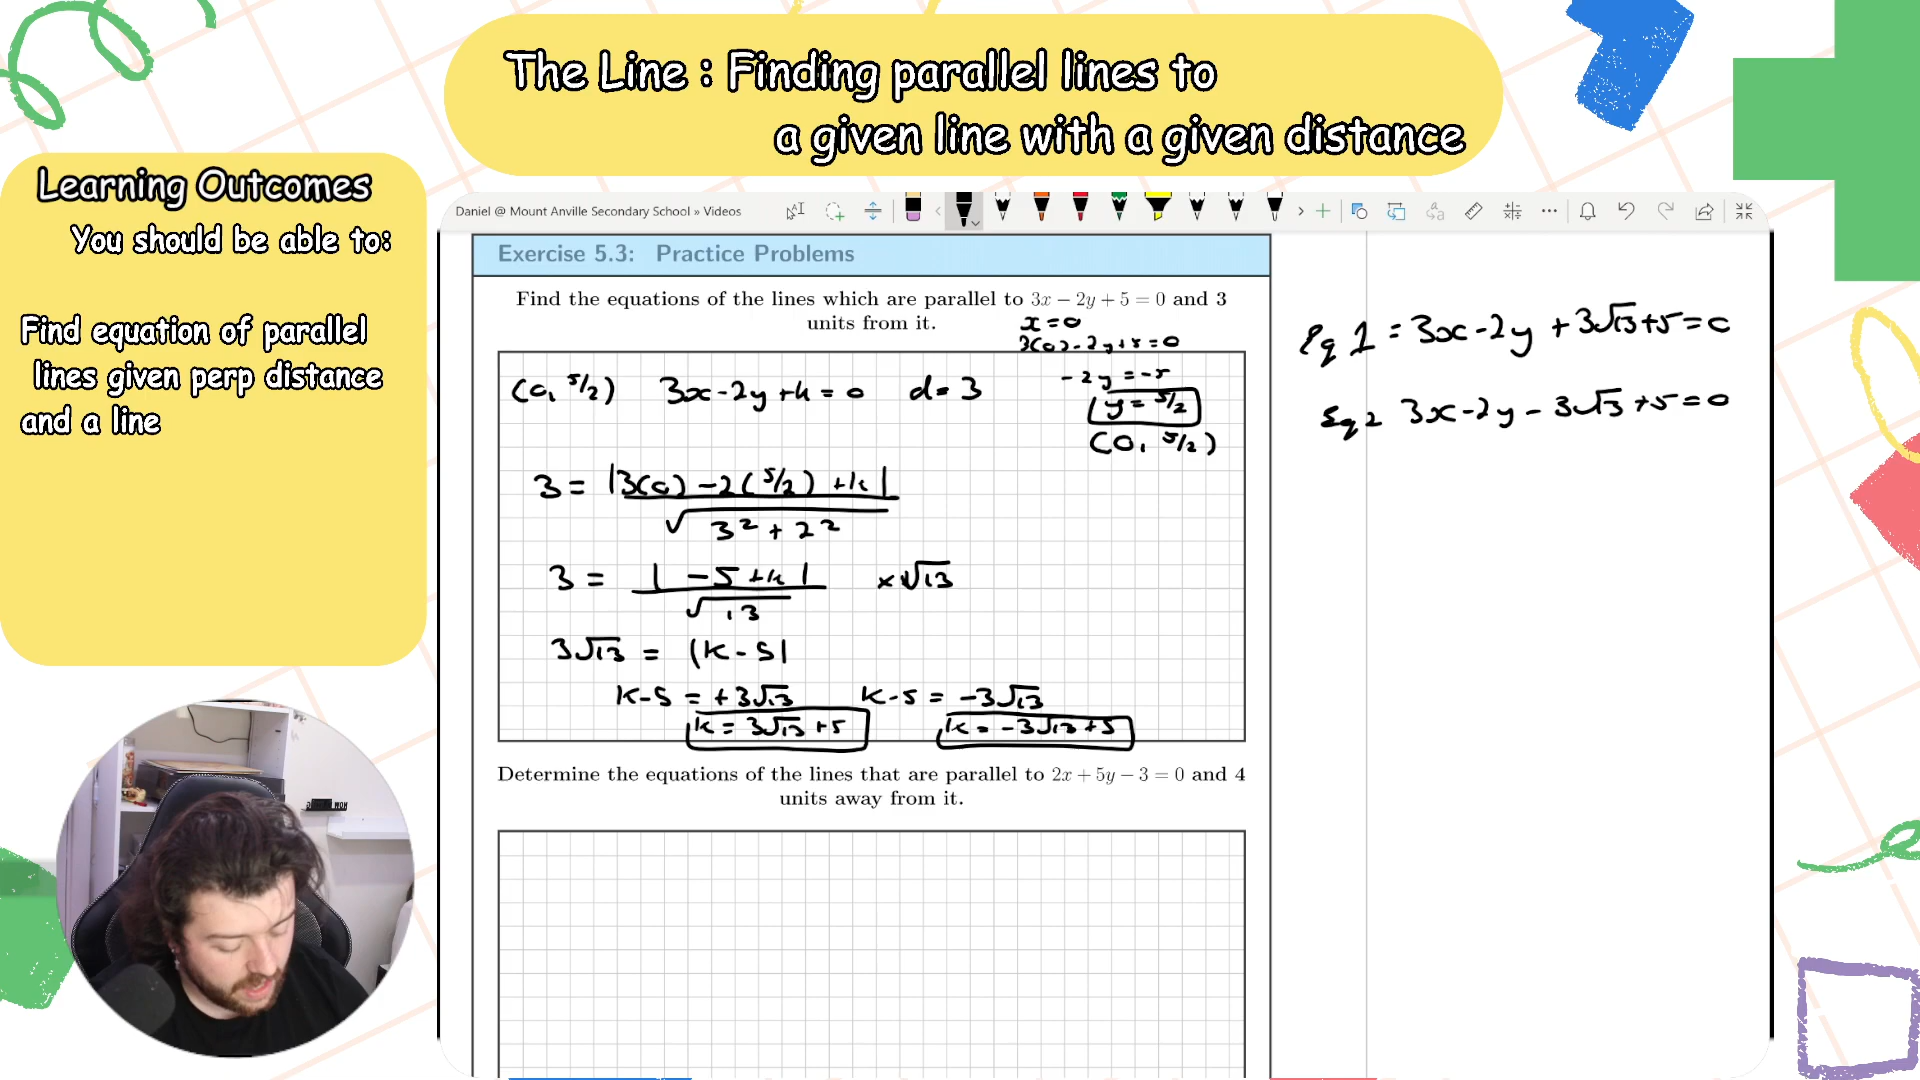 The Line : Finding parallel lines to
a given line with a given distance
Learning Outcomes
You should be able to:
Find equation of parallel
lines given perp distance
and a line
Daniel @ Mount Anville Secondary School » Videos
Exercise 5.3: Practice Problems
Find the equations of the lines which are parallel to 3x − 2y + 5 = 0 and 3
units from it.
x = 0
3(0) - 2y + 5 = 0
- 2y = -5
y = 5/2
(0, 5/2)
(0, 5/2) 3x - 2y + k = 0 d = 3
3 = |3(0) - 2(5/2) + k|
√3² + 2²
3 = | - 5 + k | × √13
√13
3√13 = |k - 5|
k - 5 = + 3√13 k - 5 = - 3√13
k = 3√13 + 5 k = - 3√13 + 5
Eq 1 = 3x - 2y + 3√13 + 5 = 0
Eq 2 3x - 2y - 3√13 + 5 = 0
Determine the equations of the lines that are parallel to 2x + 5y − 3 = 0 and 4
units away from it.